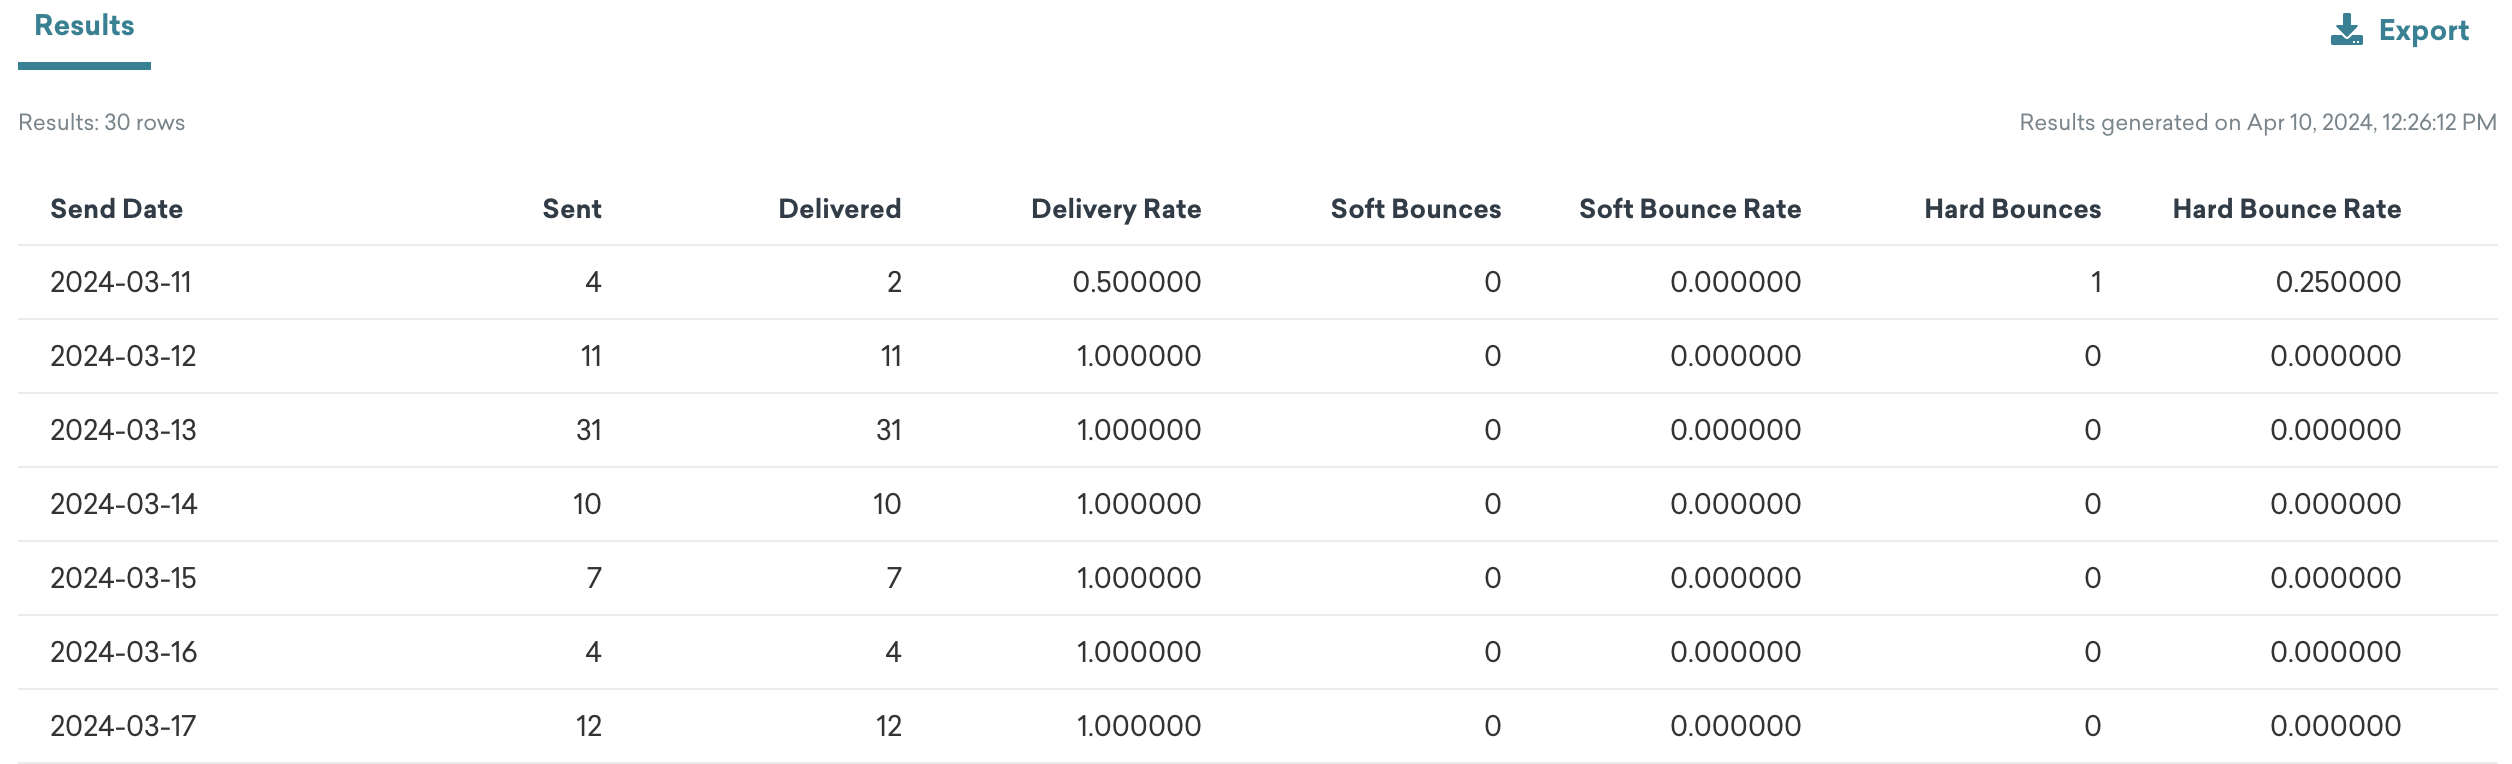 Results
Export
Results: 30 rows
Results generated on Apr 10, 2024, 12:26:12 PM
Send Date Sent Delivered Delivery Rate Soft Bounces Soft Bounce Rate Hard Bounces Hard Bounce Rate
2024-03-11 4 2 0.500000 0 0.000000 1 0.250000
2024-03-12 11 11 1.000000 0 0.000000 0 0.000000
2024-03-13 31 31 1.000000 0 0.000000 0 0.000000
2024-03-14 10 10 1.000000 0 0.000000 0 0.000000
2024-03-15 7 7 1.000000 0 0.000000 0 0.000000
2024-03-16 4 4 1.000000 0 0.000000 0 0.000000
2024-03-17 12 12 1.000000 0 0.000000 0 0.000000